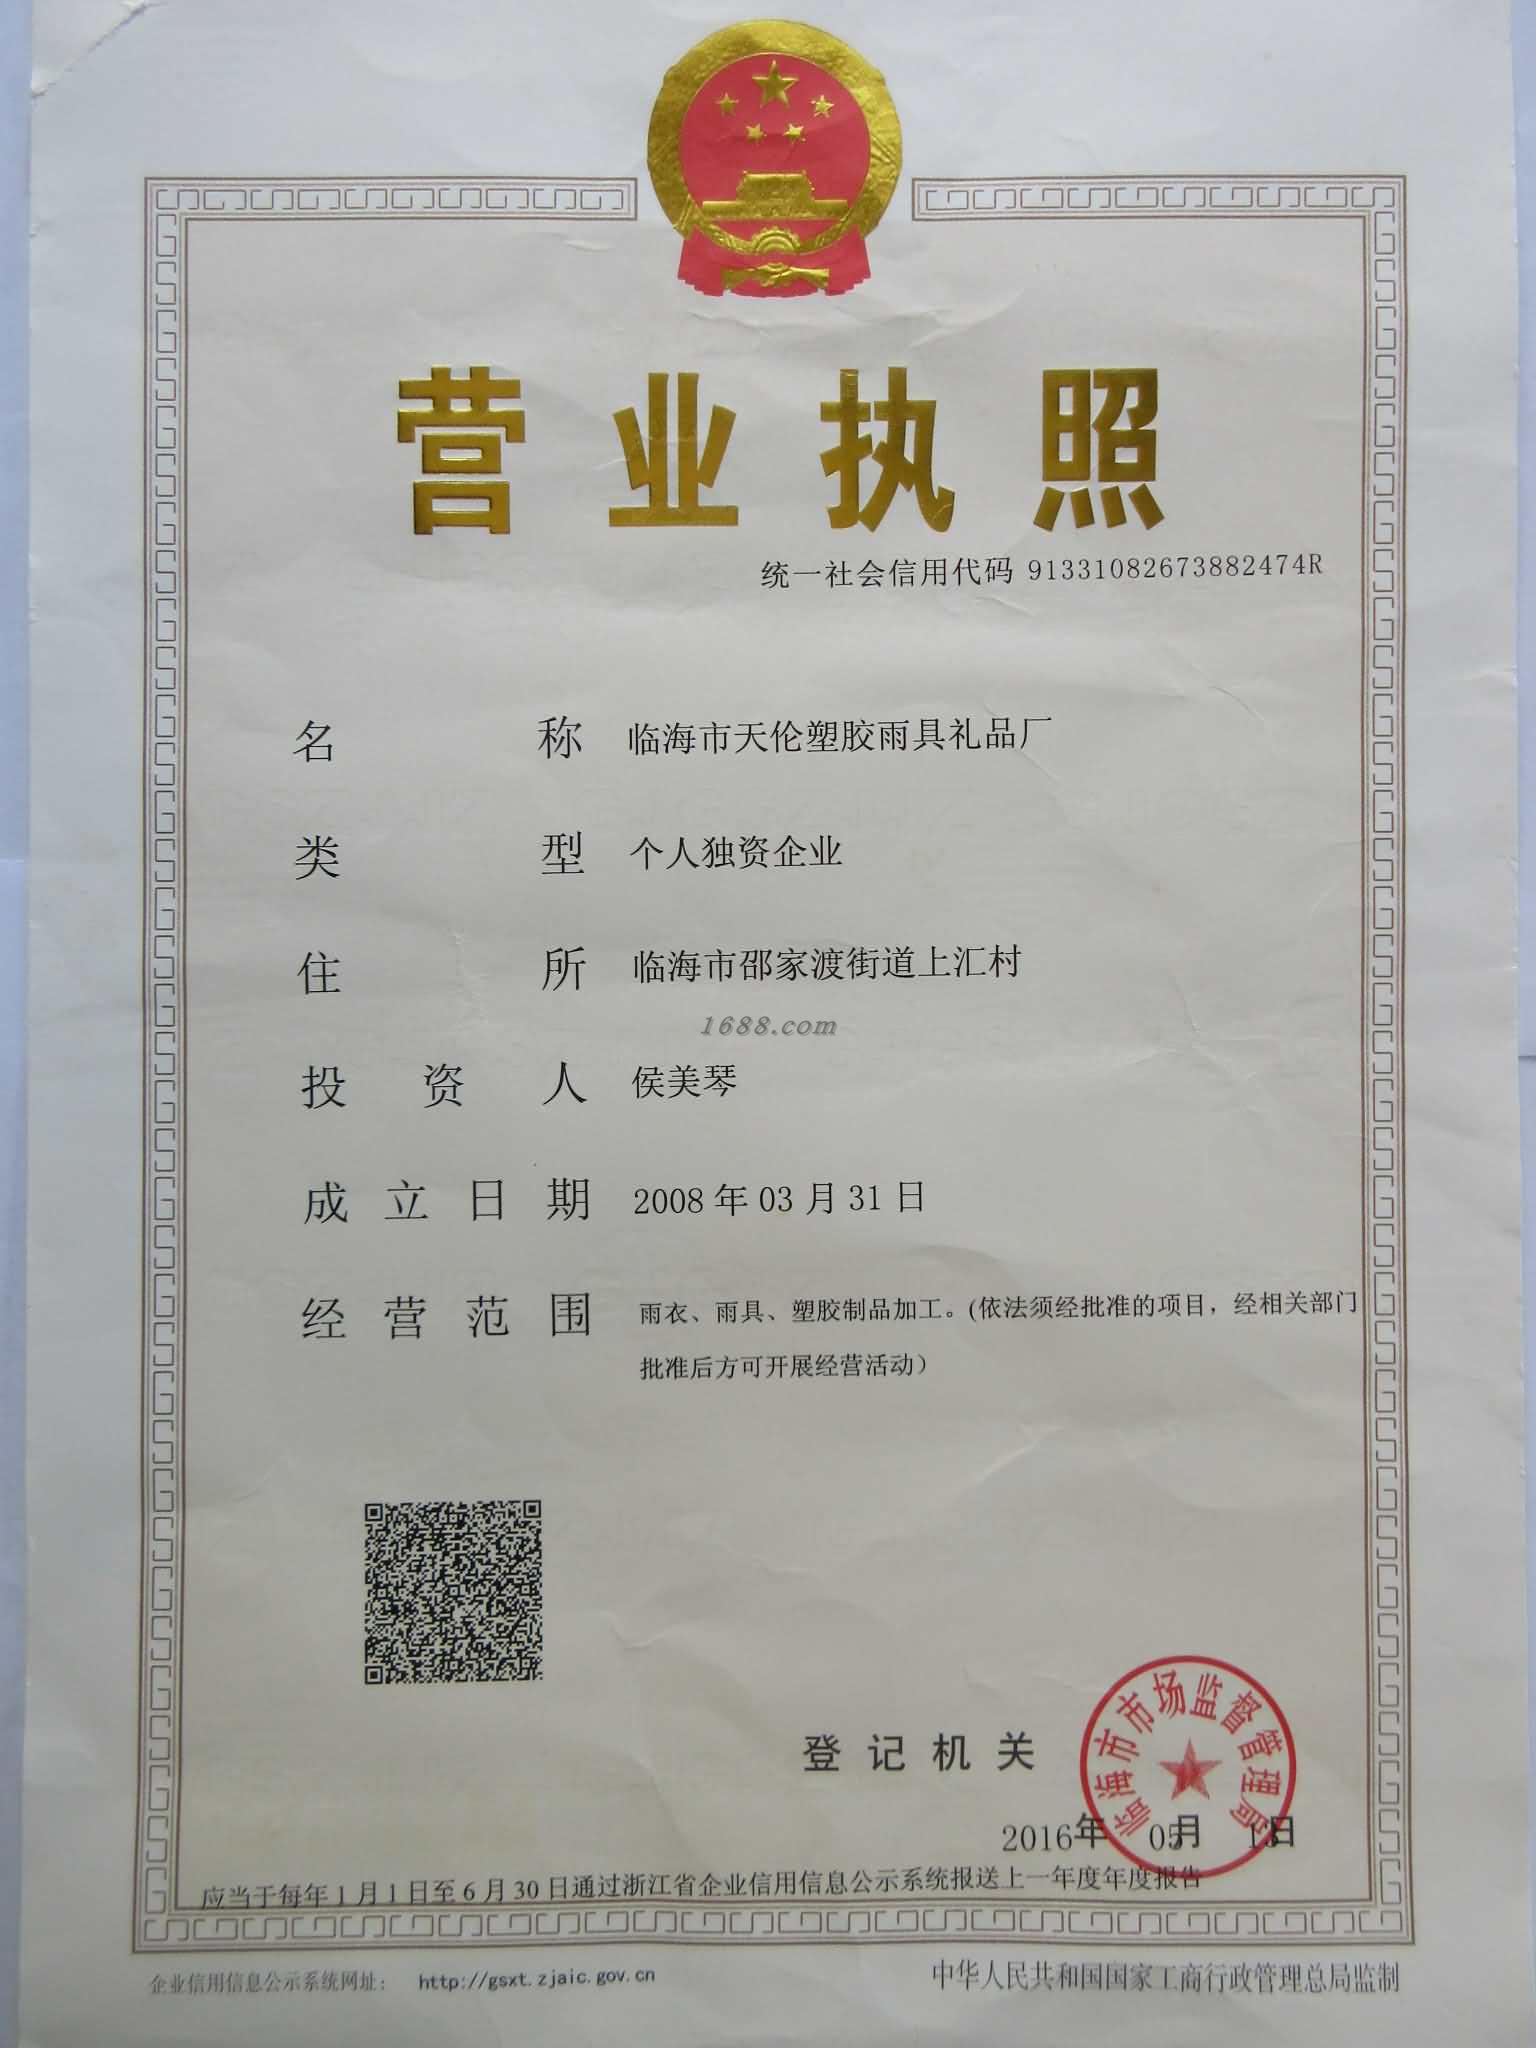 营业执照
统一社会信用代码 91331082673882474R
名称 临海市天伦塑胶雨具礼品厂
类型 个人独资企业
住所 临海市邵家渡街道上汇村
1688.com
投资人 侯美琴
成立日期 2008年03月31日
经营范围 雨衣、雨具、塑胶制品加工。(依法须经批准的项目，经相关部门
批准后方可开展经营活动）
登记机关
临海市市场监督管理局
2016年 05月 日
应当于每年1月1日至6月30日通过浙江省企业信用信息公示系统报送上一年度年度报告
企业信用信息公示系统网址： http://gsxt.zjaic.gov.cn
中华人民共和国国家工商行政管理总局监制